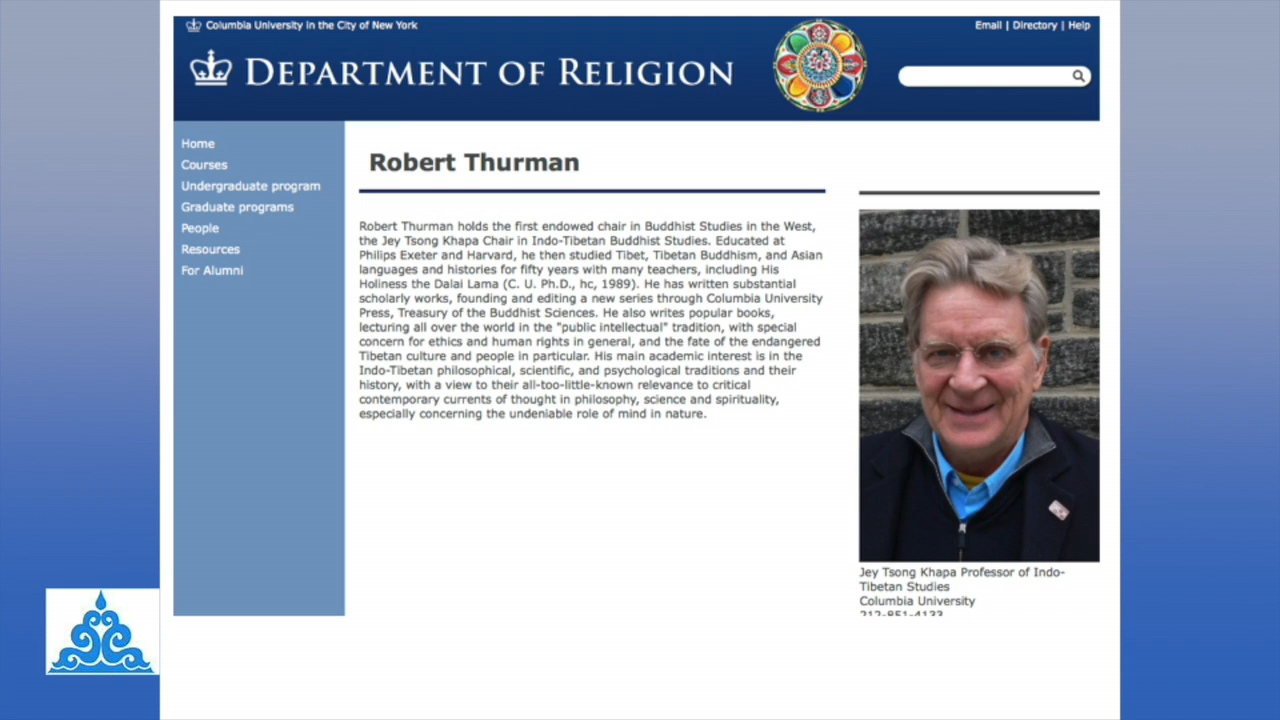 Columbia University in the City of New York
Email | Directory | Help
DEPARTMENT OF RELIGION
Home
Courses
Undergraduate program
Graduate programs
People
Resources
For Alumni
Robert Thurman
Robert Thurman holds the first endowed chair in Buddhist Studies in the West,
the Jey Tsong Khapa Chair in Indo-Tibetan Buddhist Studies. Educated at
Philips Exeter and Harvard, he then studied Tibet, Tibetan Buddhism, and Asian
languages and histories for fifty years with many teachers, including His
Holiness the Dalai Lama (C. U. Ph.D., hc, 1989). He has written substantial
scholarly works, founding and editing a new series through Columbia University
Press, Treasury of the Buddhist Sciences. He also writes popular books,
lecturing all over the world in the "public intellectual" tradition, with special
concern for ethics and human rights in general, and the fate of the endangered
Tibetan culture and people in particular. His main academic interest is in the
Indo-Tibetan philosophical, scientific, and psychological traditions and their
history, with a view to their all-too-little-known relevance to critical
contemporary currents of thought in philosophy, science and spirituality,
especially concerning the undeniable role of mind in nature.
Jey Tsong Khapa Professor of Indo-
Tibetan Studies
Columbia University
212-851-4133